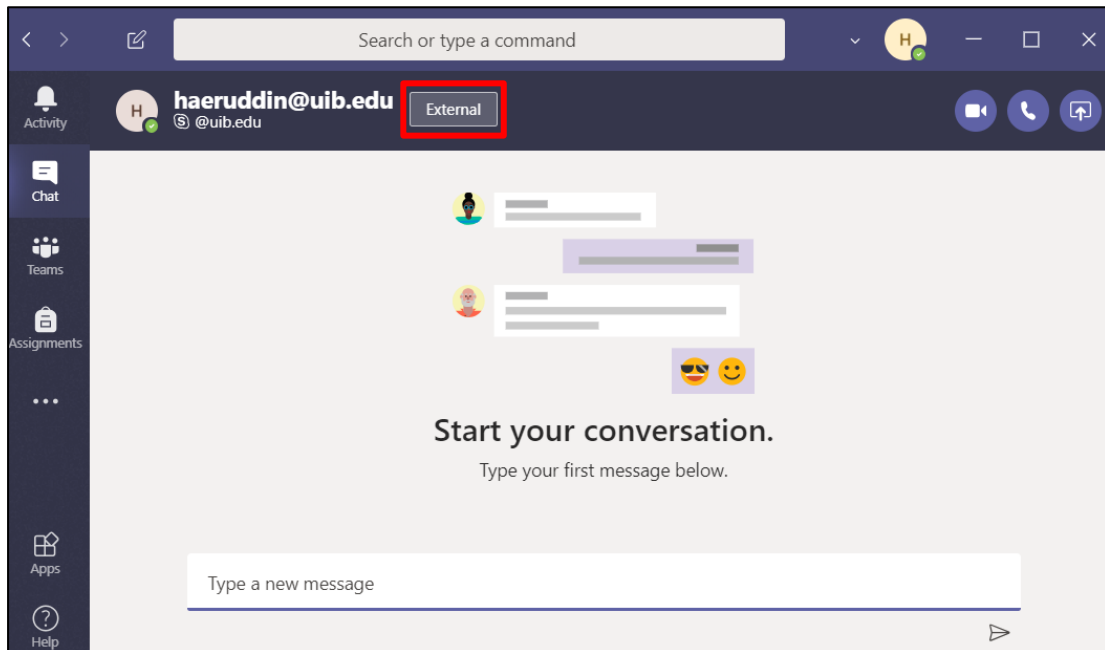 Search or type a command
H
Activity
H
haeruddin@uib.edu
S @uib.edu
External
Chat
Teams
Assignments
Start your conversation.
Type your first message below.
Apps
Type a new message
Help